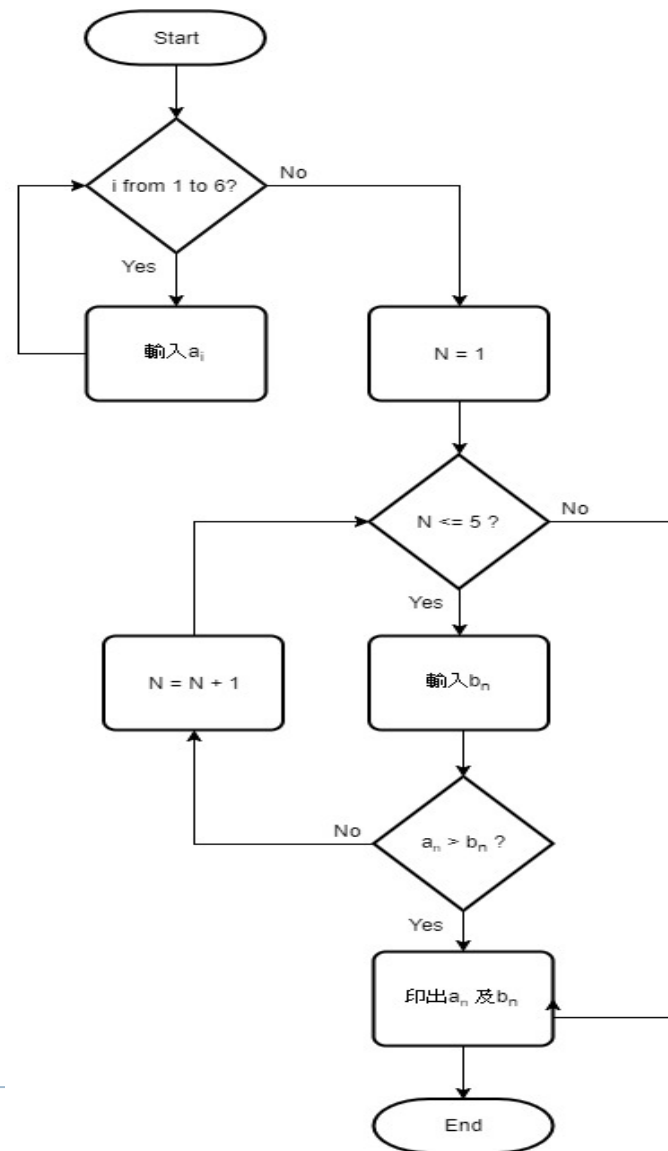 Start
i from 1 to 6?
No
Yes
輸入aᵢ
N = 1
N <= 5 ?
No
Yes
N = N + 1
輸入bₙ
No
aₙ > bₙ ?
Yes
印出aₙ 及bₙ
End